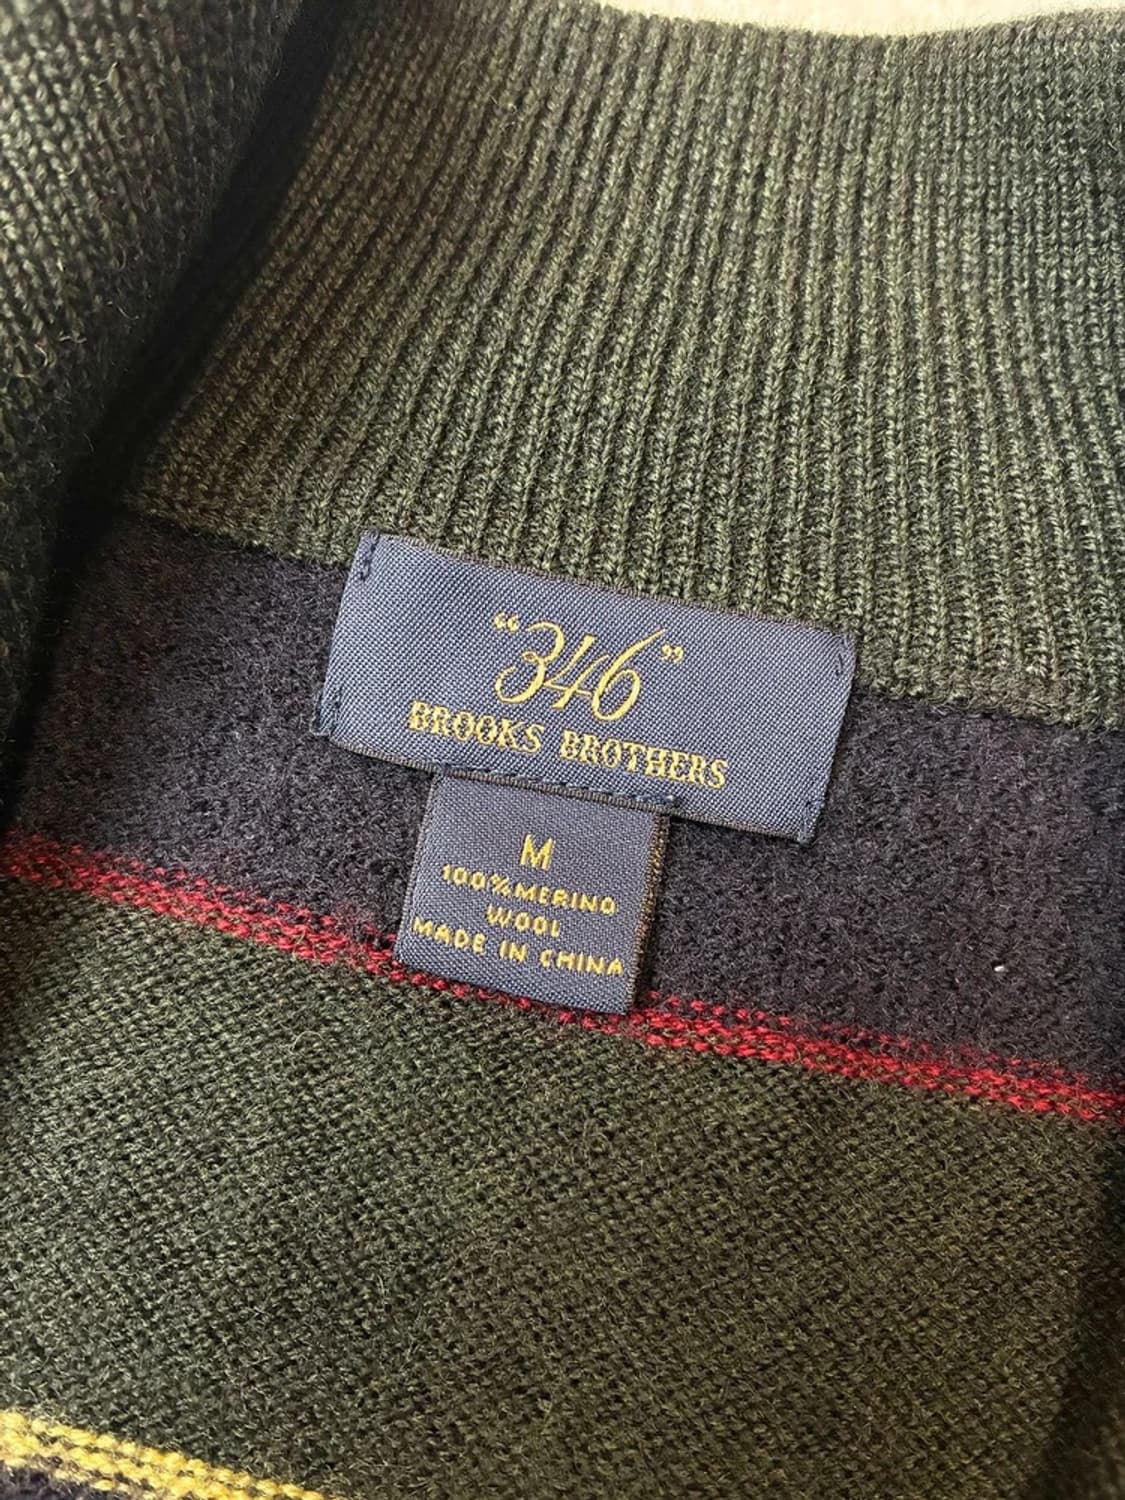 “346”
BROOKS BROTHERS
M
100%MERINO
WOOL
MADE IN CHINA